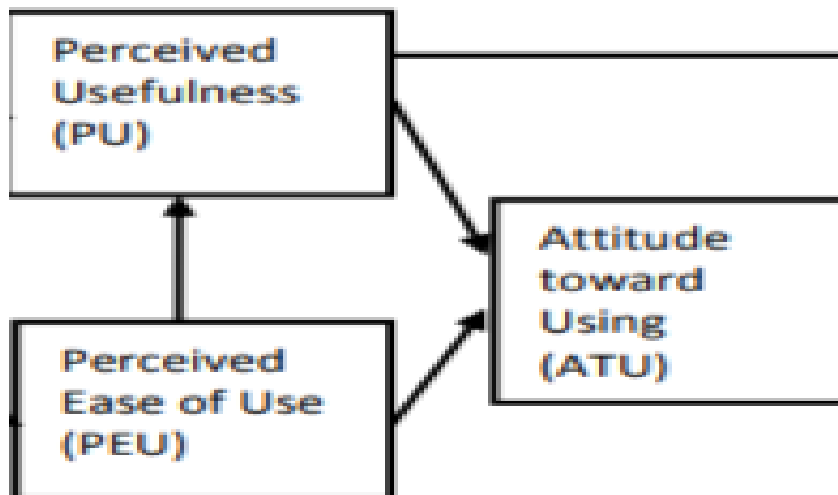 Perceived
Usefulness
(PU)
Attitude
toward
Using
(ATU)
Perceived
Ease of Use
(PEU)